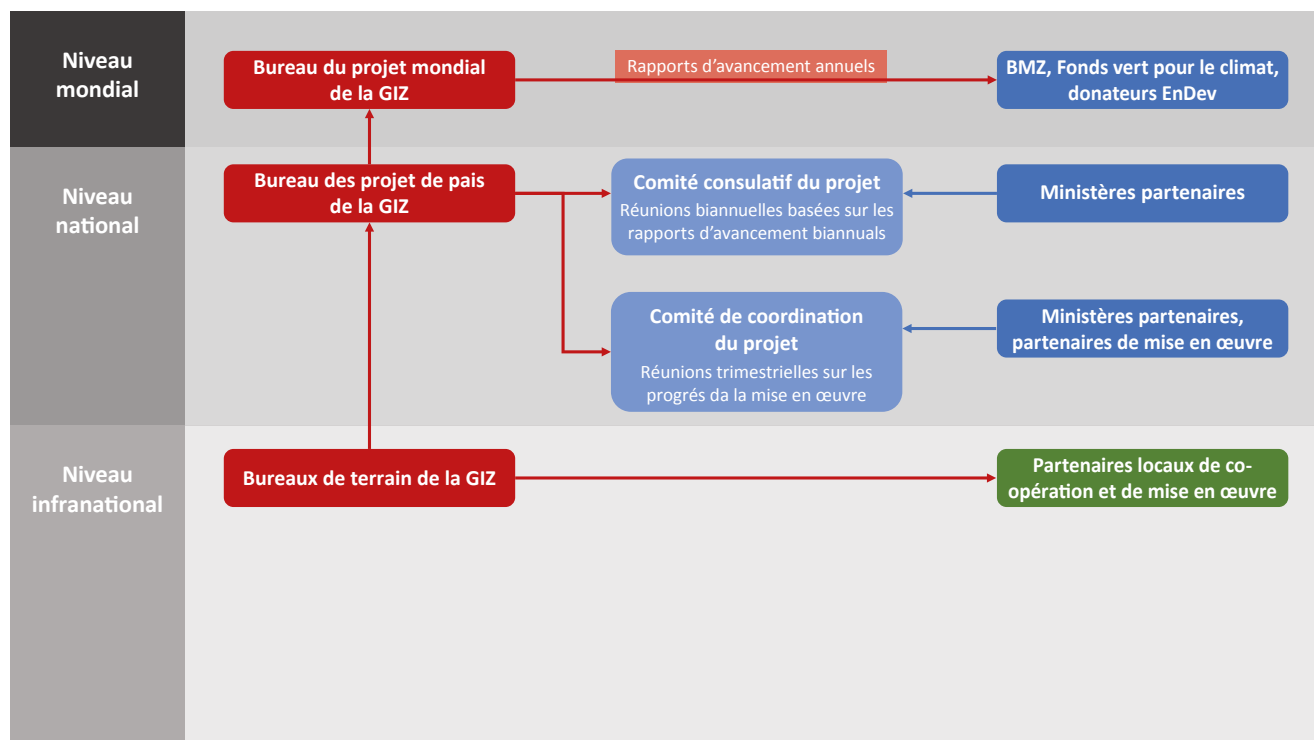 Niveau
mondial
Bureau du projet mondial
de la GIZ
Rapports d'avancement annuels
BMZ, Fonds vert pour le climat,
donateurs EnDev
Niveau
national
Bureau des projet de pais
de la GIZ
Comité consulatif du projet
Réunions biannuelles basées sur les
rapports d'avancement biannuals
Ministères partenaires
Comité de coordination
du projet
Réunions trimestrielles sur les
progrés da la mise en œuvre
Ministères partenaires,
partenaires de mise en œuvre
Niveau
infranational
Bureaux de terrain de la GIZ
Partenaires locaux de co-
opération et de mise en œuvre